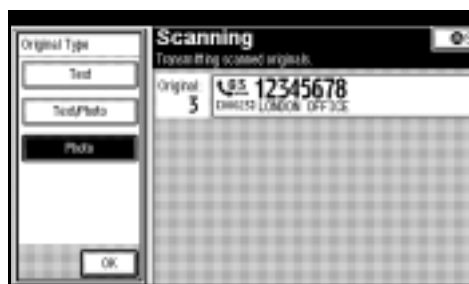 Original Type
Text
Text/Photo
Photo
OK
Scanning
Transmitting scanned originals.
Original:
3
12345678
LONDON OFFICE